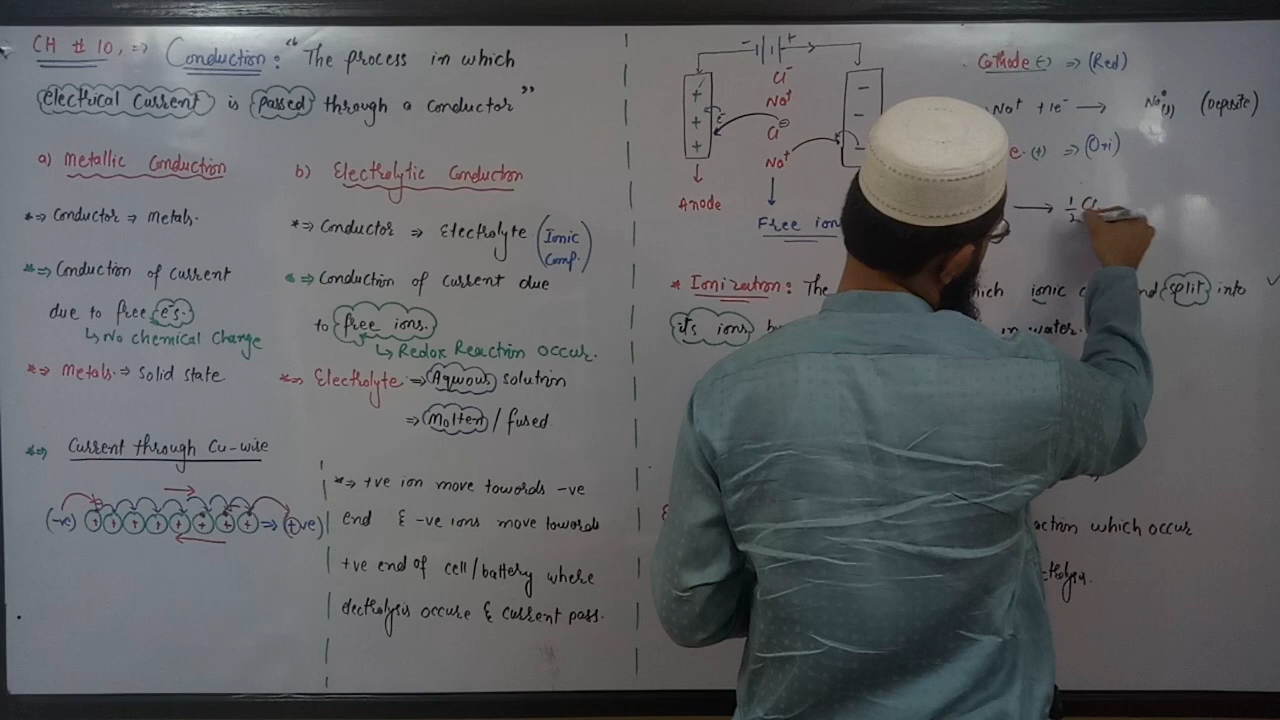 CH # 10, ⇒ Conduction: "The process in which
electrical current is passed through a conductor"
a) Metallic Conduction
*⇒ Conductor ⇒ Metals.
*⇒ Conduction of current
due to free e⁻s.
↳ No chemical change
*⇒ Metals ⇒ Solid state
*⇒ Current through Cu-wire
(-ve) + + + + + + + ⇒ (+ve)
b) Electrolytic Conduction
*⇒ Conductor ⇒ Electrolyte (Ionic
Comp.)
*⇒ Conduction of current due
to free ions.
↳ Redox Reaction occur.
*⇒ Electrolyte ⇒ Aquous solution
⇒ Molten / fused
*⇒ +ve ion move towards -ve
end & -ve ions move towards
+ve end of cell/battery where
electrolysis occure & current pass.
- +
+ Cl⁻ -
Na⁺
+ e⁻ Cl⁻ -
+ Na⁺
Anode
Free ion
Cathode (-) ⇒ (Red)
Na⁺ + 1e⁻ → Na°(s) (Deposite)
e. (+) ⇒ (Oxi)
→ 1/2 Cl
* Ionization: The hich ionic nd split into
its ions in water.
action which occur